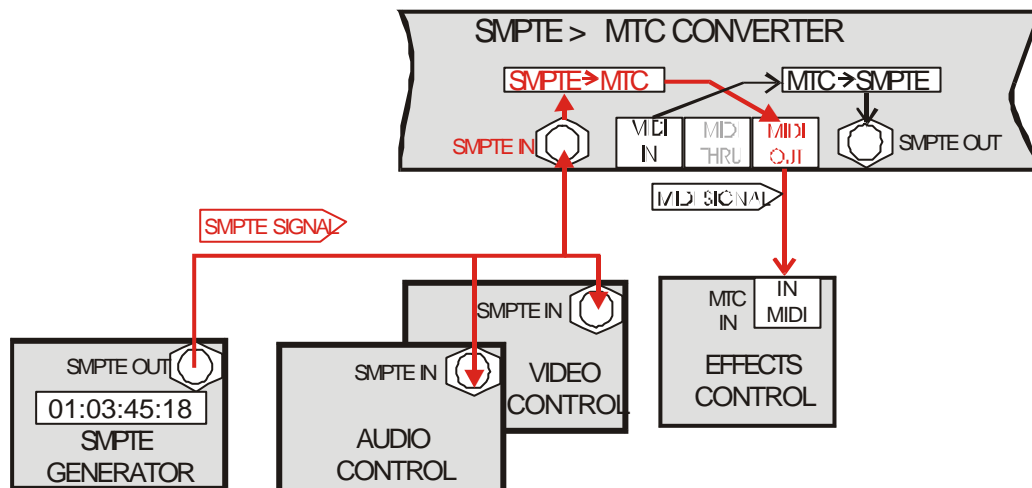 SMPTE > MTC CONVERTER
SMPTE→MTC
MTC→SMPTE
SMPTE IN
MIDI
IN
MIDI
THRU
MIDI
OUT
SMPTE OUT
MIDI SIGNAL
SMPTE SIGNAL
SMPTE IN
VIDEO
CONTROL
MTC
IN
IN
MIDI
EFFECTS
CONTROL
SMPTE OUT
01:03:45:18
SMPTE
GENERATOR
SMPTE IN
AUDIO
CONTROL